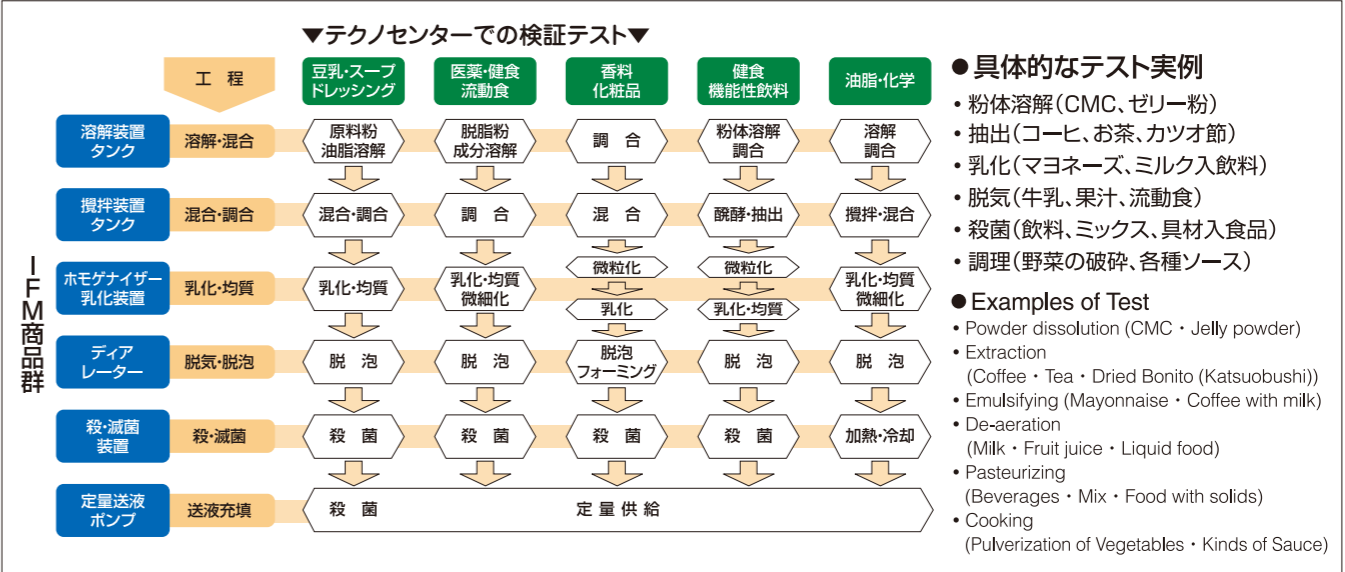 ▼テクノセンターでの検証テスト▼
工 程
豆乳・スープ
ドレッシング
医薬・健食
流動食
香料
化粧品
健食
機能性飲料
油脂・化学
IFM商品群
溶解装置
タンク
溶解・混合
原料粉
油脂溶解
脱脂粉
成分溶解
調 合
粉体溶解
調合
溶解
調合
攪拌装置
タンク
混合・調合
混合・調合
調 合
混 合
醗酵・抽出
攪拌・混合
ホモゲナイザー
乳化装置
乳化・均質
乳化・均質
乳化・均質
微細化
微粒化
乳化
微粒化
乳化・均質
乳化・均質
微細化
ディア
レーター
脱気・脱泡
脱 泡
脱 泡
脱泡
フォーミング
脱 泡
脱 泡
殺・滅菌
装置
殺・滅菌
殺 菌
殺 菌
殺 菌
殺 菌
加熱・冷却
定量送液
ポンプ
送液充填
殺 菌
定量供給
●具体的なテスト実例
・粉体溶解(CMC、ゼリー粉)
・抽出(コーヒ、お茶、カツオ節)
・乳化(マヨネーズ、ミルク入飲料)
・脱気(牛乳、果汁、流動食)
・殺菌(飲料、ミックス、具材入食品)
・調理(野菜の破砕、各種ソース)
●Examples of Test
• Powder dissolution (CMC・Jelly powder)
• Extraction
(Coffee・Tea・Dried Bonito (Katsuobushi))
• Emulsifying (Mayonnaise・Coffee with milk)
• De-aeration
(Milk・Fruit juice・Liquid food)
• Pasteurizing
(Beverages・Mix・Food with solids)
• Cooking
(Pulverization of Vegetables・Kinds of Sauce)